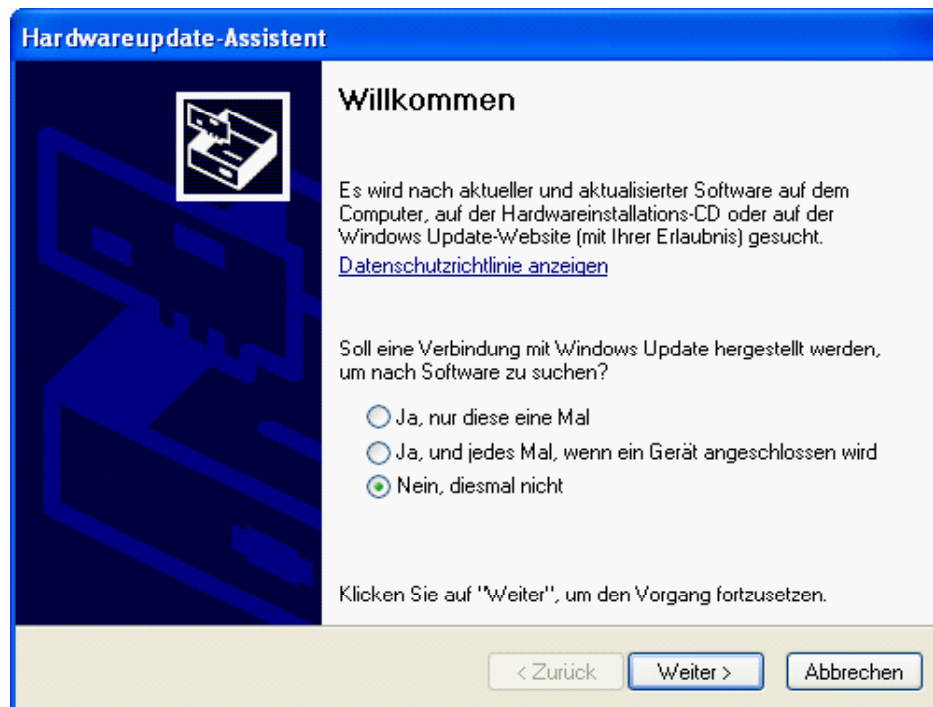 Hardwareupdate-Assistent
Willkommen
Es wird nach aktueller und aktualisierter Software auf dem
Computer, auf der Hardwareinstallations-CD oder auf der
Windows Update-Website (mit Ihrer Erlaubnis) gesucht.
Datenschutzrichtlinie anzeigen
Soll eine Verbindung mit Windows Update hergestellt werden,
um nach Software zu suchen?
Ja, nur diese eine Mal
Ja, und jedes Mal, wenn ein Gerät angeschlossen wird
Nein, diesmal nicht
Klicken Sie auf "Weiter", um den Vorgang fortzusetzen.
< Zurück Weiter > Abbrechen